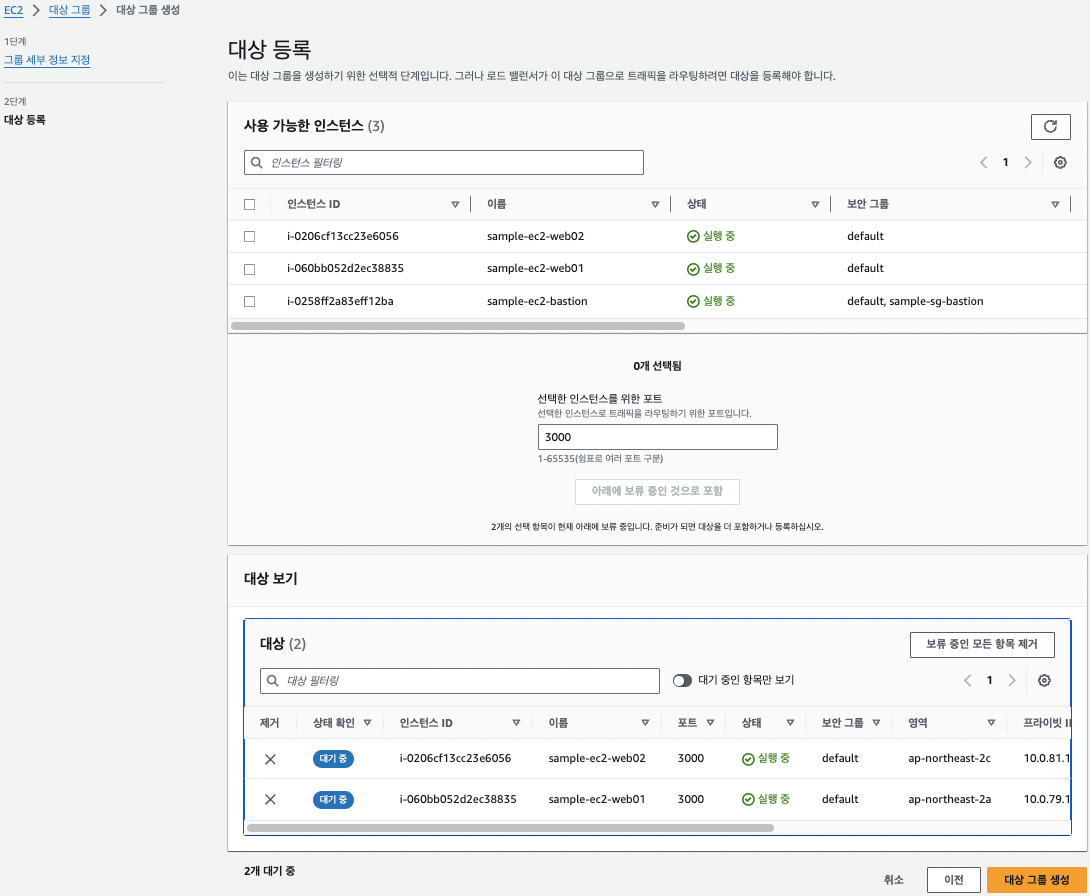 EC2 > 대상 그룹 > 대상 그룹 생성
1단계
그룹 세부 정보 지정
2단계
대상 등록
대상 등록
이는 대상 그룹을 생성하기 위한 선택적 단계입니다. 그러나 로드 밸런서가 이 대상 그룹으로 트래픽을 라우팅하려면 대상을 등록해야 합니다.
사용 가능한 인스턴스 (3)
인스턴스 필터링
1
인스턴스 ID 이름 상태 보안 그룹
i-0206cf13cc23e6056 sample-ec2-web02 실행 중 default
i-060bb052d2ec38835 sample-ec2-web01 실행 중 default
i-0258ff2a83eff12ba sample-ec2-bastion 실행 중 default, sample-sg-bastion
0개 선택됨
선택한 인스턴스를 위한 포트
선택한 인스턴스로 트래픽을 라우팅하기 위한 포트입니다.
3000
1-65535(쉼표로 여러 포트 구분)
아래에 보류 중인 것으로 포함
2개의 선택 항목이 현재 아래에 보류 중입니다. 준비가 되면 대상을 더 포함하거나 등록하십시오.
대상 보기
대상 (2)
보류 중인 모든 항목 제거
대상 필터링
대기 중인 항목만 보기
1
제거 상태 확인 인스턴스 ID 이름 포트 상태 보안 그룹 영역 프라이빗
대기 중 i-0206cf13cc23e6056 sample-ec2-web02 3000 실행 중 default ap-northeast-2c 10.0.81.1
대기 중 i-060bb052d2ec38835 sample-ec2-web01 3000 실행 중 default ap-northeast-2a 10.0.79.1
2개 대기 중
취소
이전
대상 그룹 생성